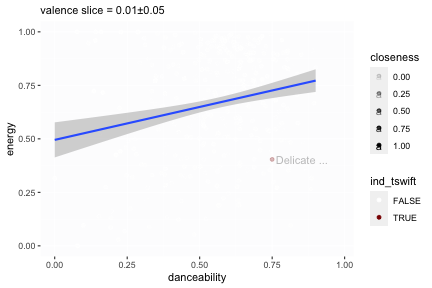 valence slice = 0.01±0.05
1.00
0.75
0.50
0.25
0.00
energy
Delicate ...
0.00
0.25
0.50
0.75
1.00
danceability
closeness
a 0.00
a 0.25
a 0.50
a 0.75
a 1.00
ind_tswift
FALSE
TRUE